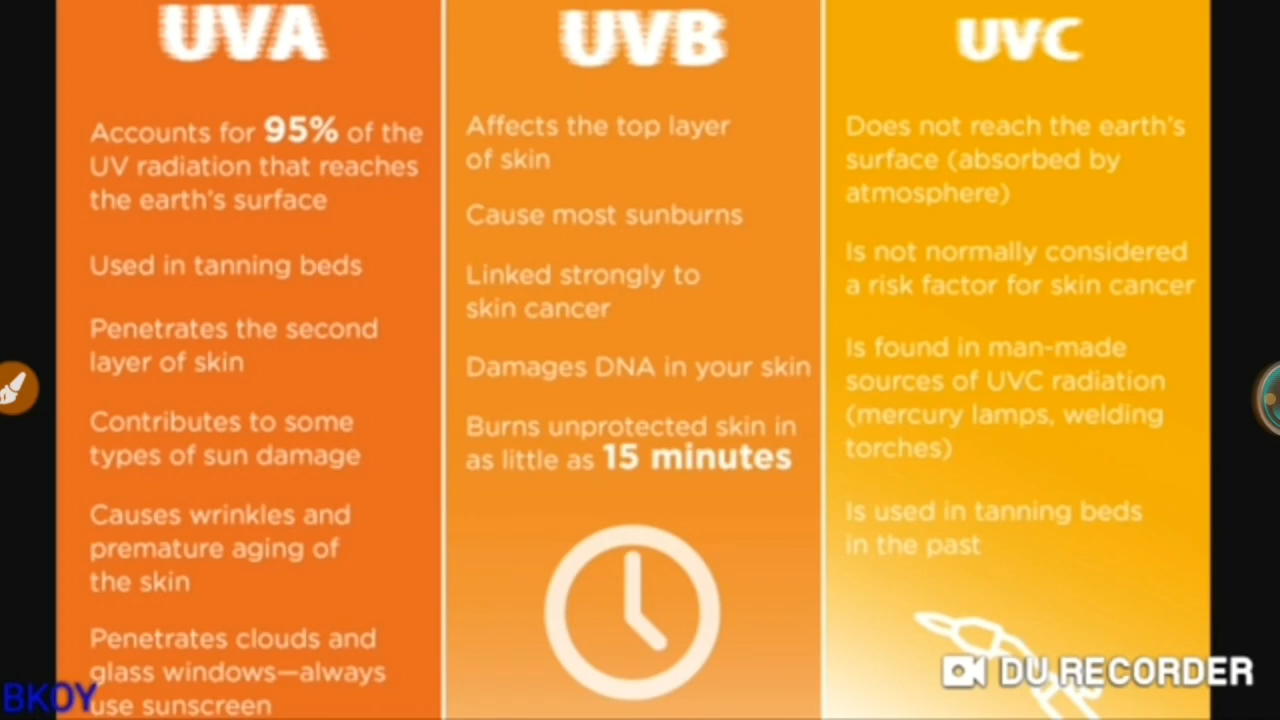 UVA
Accounts for 95% of the
UV radiation that reaches
the earth's surface
Used in tanning beds
Penetrates the second
layer of skin
Contributes to some
types of sun damage
Causes wrinkles and
premature aging of
the skin
Penetrates clouds and
glass windows—always
use sunscreen
UVB
Affects the top layer
of skin
Cause most sunburns
Linked strongly to
skin cancer
Damages DNA in your skin
Burns unprotected skin in
as little as 15 minutes
UVC
Does not reach the earth's
surface (absorbed by
atmosphere)
Is not normally considered
a risk factor for skin cancer
Is found in man-made
sources of UVC radiation
(mercury lamps, welding
torches)
Is used in tanning beds
in the past
DU RECORDER
BKOY